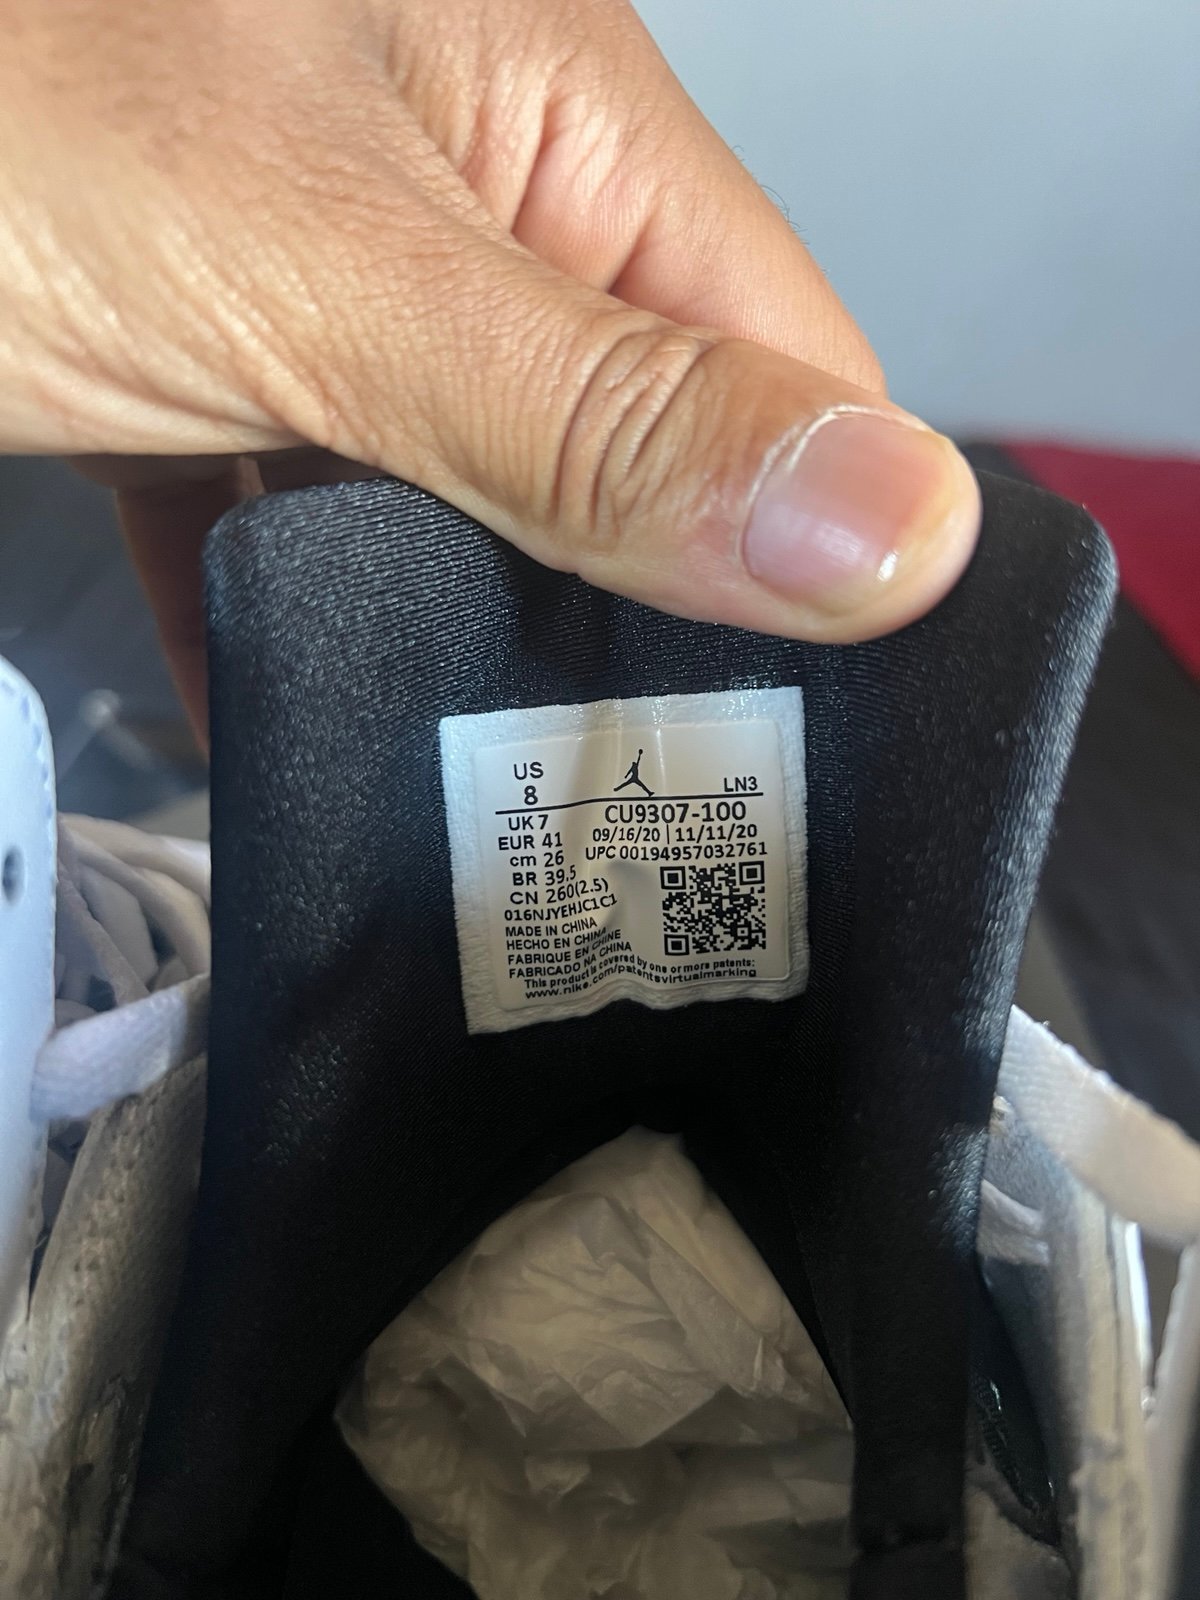 US
8
LN3
UK 7
CU9307-100
EUR 41
09/16/20 | 11/11/20
cm 26
UPC 00194957032761
BR 39.5
CN 260(2.5)
016NJYEHJC1C1
MADE IN CHINA
HECHO EN CHINA
FABRIQUE EN CHINE
FABRICADO NA CHINA
This product is covered by one or more patents:
www.nike.com/patentsvirtualmarking